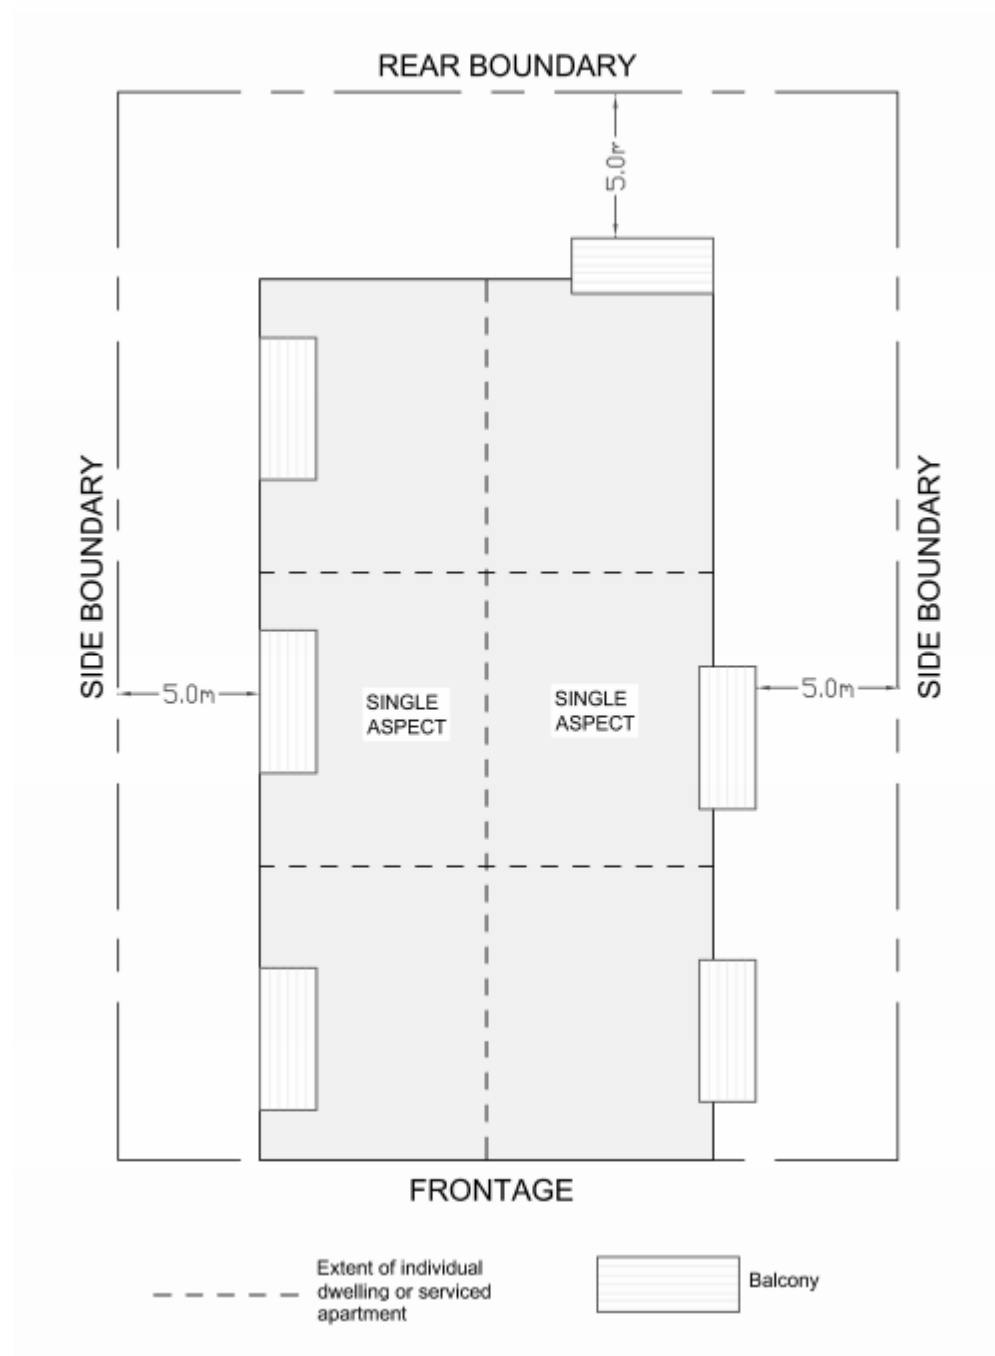 REAR BOUNDARY
5.0m
SIDE BOUNDARY
SIDE BOUNDARY
5.0m
SINGLE
ASPECT
SINGLE
ASPECT
5.0m
FRONTAGE
Extent of individual
dwelling or serviced
apartment
Balcony